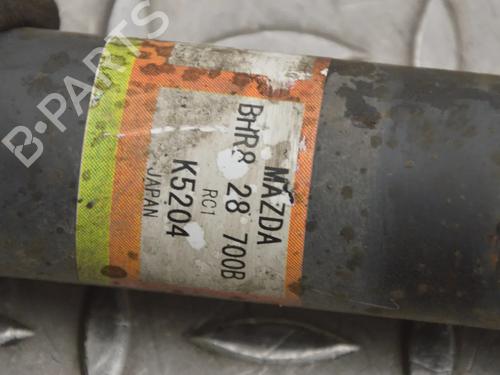 MAZDA
BHR8 28 700B
RC1
K5204
JAPAN
B-PARTS